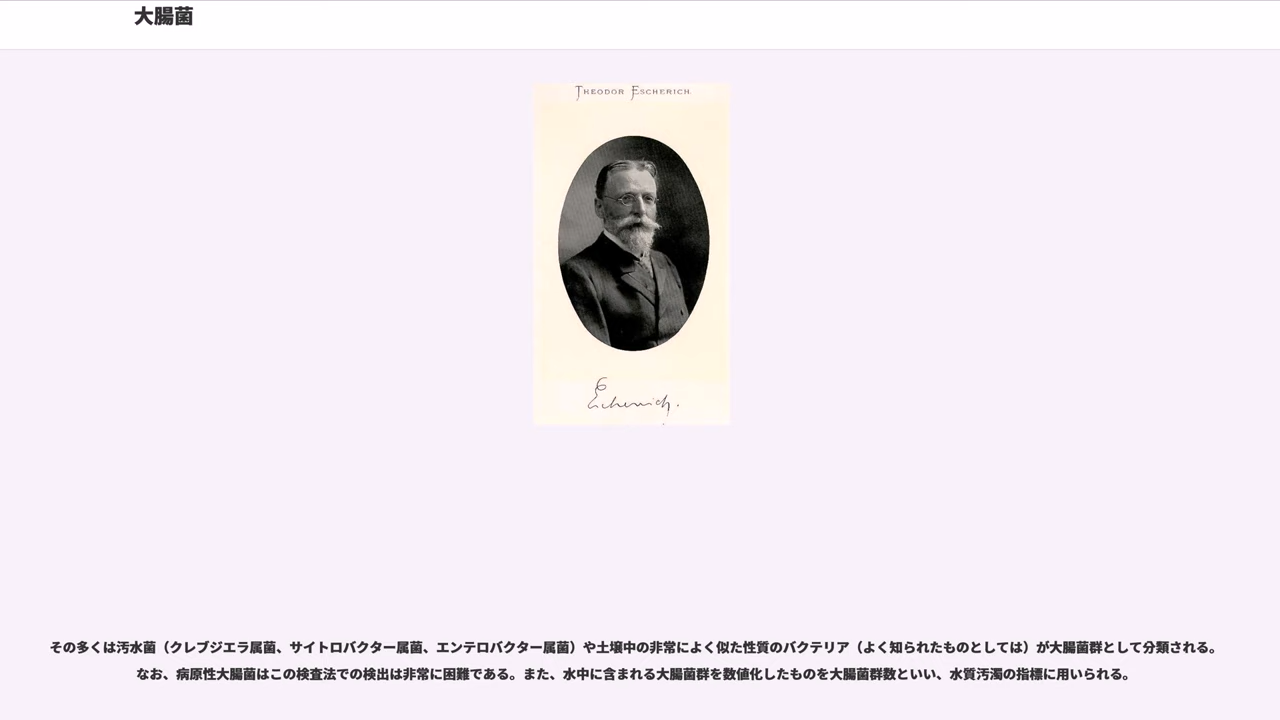 大腸菌
THEODOR ESCHERICH
Escherich.
その多くは汚水菌（クレブジエラ属菌、サイトロバクター属菌、エンテロバクター属菌）や土壌中の非常によく似た性質のバクテリア（よく知られたものとしては）が大腸菌群として分類される。
なお、病原性大腸菌はこの検査法での検出は非常に困難である。また、水中に含まれる大腸菌群を数値化したものを大腸菌群数といい、水質汚濁の指標に用いられる。